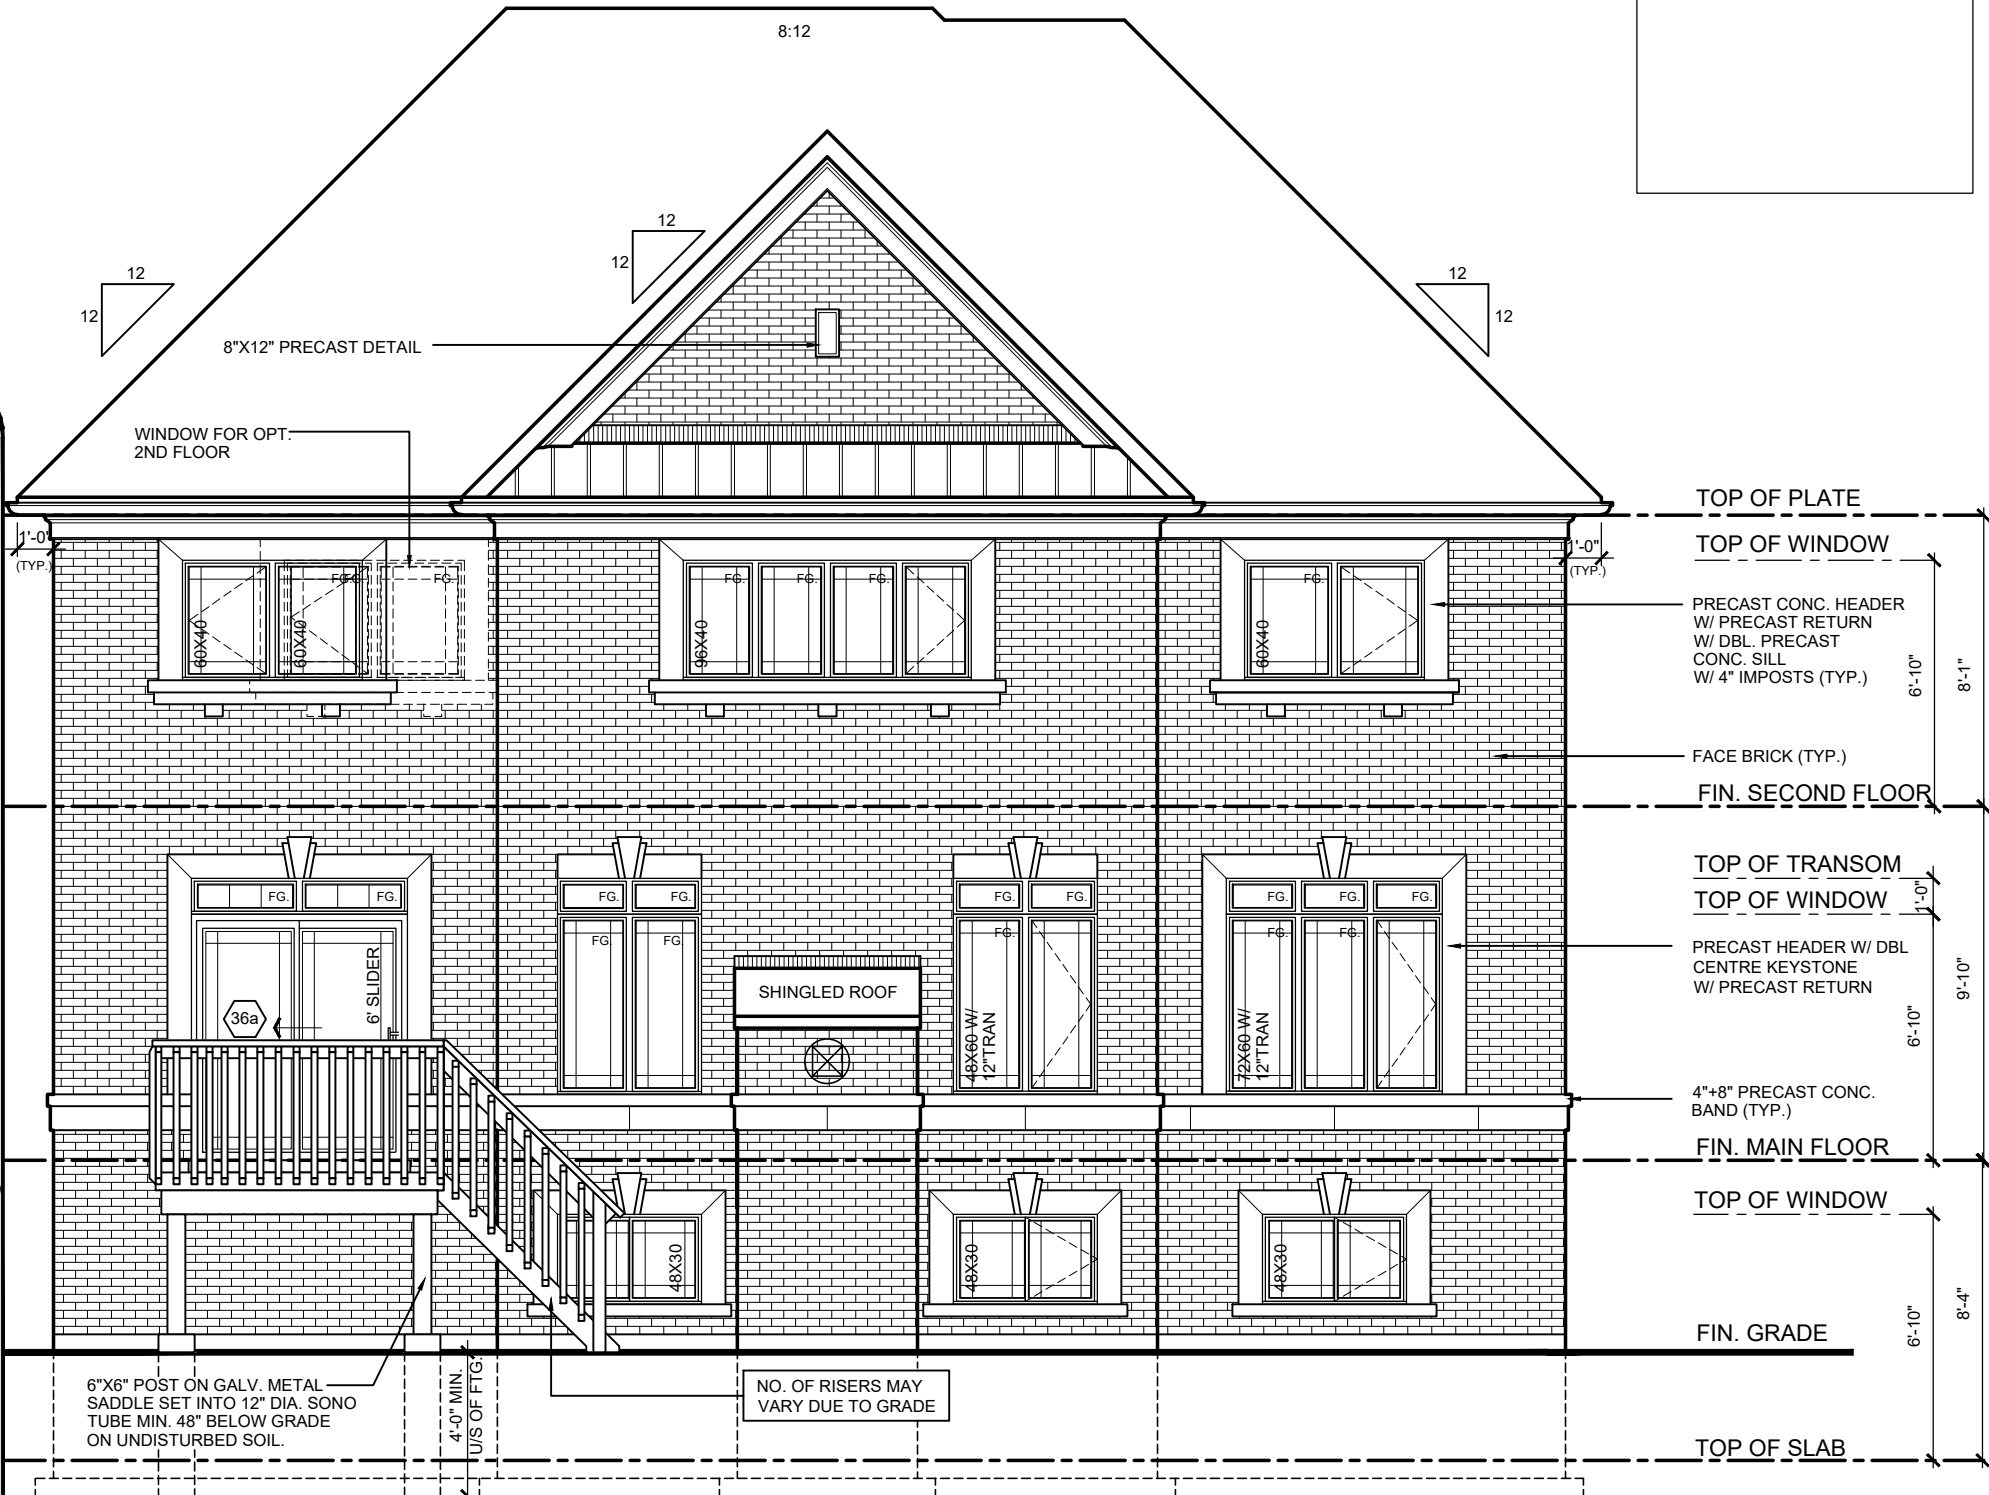 8:12
12
12
12
12
12
12
8"X12" PRECAST DETAIL
WINDOW FOR OPT.
2ND FLOOR
TOP OF PLATE
1'-0"
(TYP.)
1'-0"
(TYP.)
TOP OF WINDOW
FG.
FG.
FG.
FG.
FG.
FG.
FG.
60X40
60X40
96X40
60X40
PRECAST CONC. HEADER
W/ PRECAST RETURN
W/ DBL. PRECAST
CONC. SILL
W/ 4" IMPOSTS (TYP.)
6'-10"
8'-1"
FACE BRICK (TYP.)
FIN. SECOND FLOOR
TOP OF TRANSOM
1'-0"
TOP OF WINDOW
FG.
FG.
FG.
FG.
FG.
FG.
FG.
FG.
FG.
FG.
FG.
FG.
FG.
FG.
6' SLIDER
36a
SHINGLED ROOF
48X60 W/
12"TRAN
72X60 W/
12"TRAN
PRECAST HEADER W/ DBL
CENTRE KEYSTONE
W/ PRECAST RETURN
6'-10"
9'-10"
4"+8" PRECAST CONC.
BAND (TYP.)
FIN. MAIN FLOOR
TOP OF WINDOW
48X30
48X30
48X30
6'-10"
8'-4"
FIN. GRADE
6"X6" POST ON GALV. METAL
SADDLE SET INTO 12" DIA. SONO
TUBE MIN. 48" BELOW GRADE
ON UNDISTURBED SOIL.
4'-0" MIN.
U/S OF FTG.
NO. OF RISERS MAY
VARY DUE TO GRADE
TOP OF SLAB